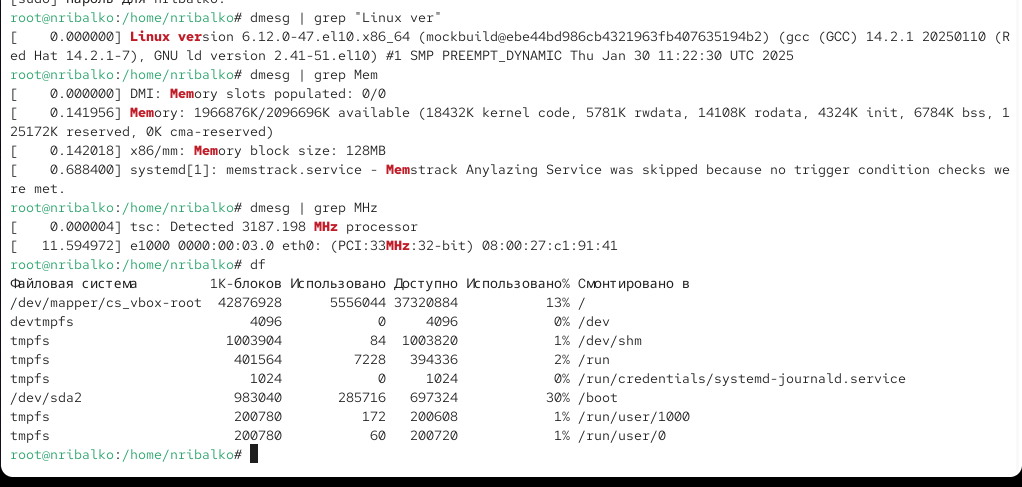 [sudo] пароль для nribalko:
root@nribalko:/home/nribalko# dmesg | grep "Linux ver"
[    0.000000] Linux version 6.12.0-47.el10.x86_64 (mockbuild@ebe44bd986cb4321963fb407635194b2) (gcc (GCC) 14.2.1 20250110 (R
ed Hat 14.2.1-7), GNU ld version 2.41-51.el10) #1 SMP PREEMPT_DYNAMIC Thu Jan 30 11:22:30 UTC 2025
root@nribalko:/home/nribalko# dmesg | grep Mem
[    0.000000] DMI: Memory slots populated: 0/0
[    0.141956] Memory: 1966876K/2096696K available (18432K kernel code, 5781K rwdata, 14108K rodata, 4324K init, 6784K bss, 1
25172K reserved, 0K cma-reserved)
[    0.142018] x86/mm: Memory block size: 128MB
[    0.688400] systemd[1]: memstrack.service - Memstrack Anylazing Service was skipped because no trigger condition checks we
re met.
root@nribalko:/home/nribalko# dmesg | grep MHz
[    0.000004] tsc: Detected 3187.198 MHz processor
[   11.594972] e1000 0000:00:03.0 eth0: (PCI:33MHz:32-bit) 08:00:27:c1:91:41
root@nribalko:/home/nribalko# df
Файловая система         1K-блоков Использовано Доступно Использовано% Смонтировано в
/dev/mapper/cs_vbox-root  42876928      5556044 37320884           13% /
devtmpfs                      4096            0     4096            0% /dev
tmpfs                      1003904           84  1003820            1% /dev/shm
tmpfs                       401564         7228   394336            2% /run
tmpfs                         1024            0     1024            0% /run/credentials/systemd-journald.service
/dev/sda2                   983040       285716   697324           30% /boot
tmpfs                       200780          172   200608            1% /run/user/1000
tmpfs                       200780           60   200720            1% /run/user/0
root@nribalko:/home/nribalko#